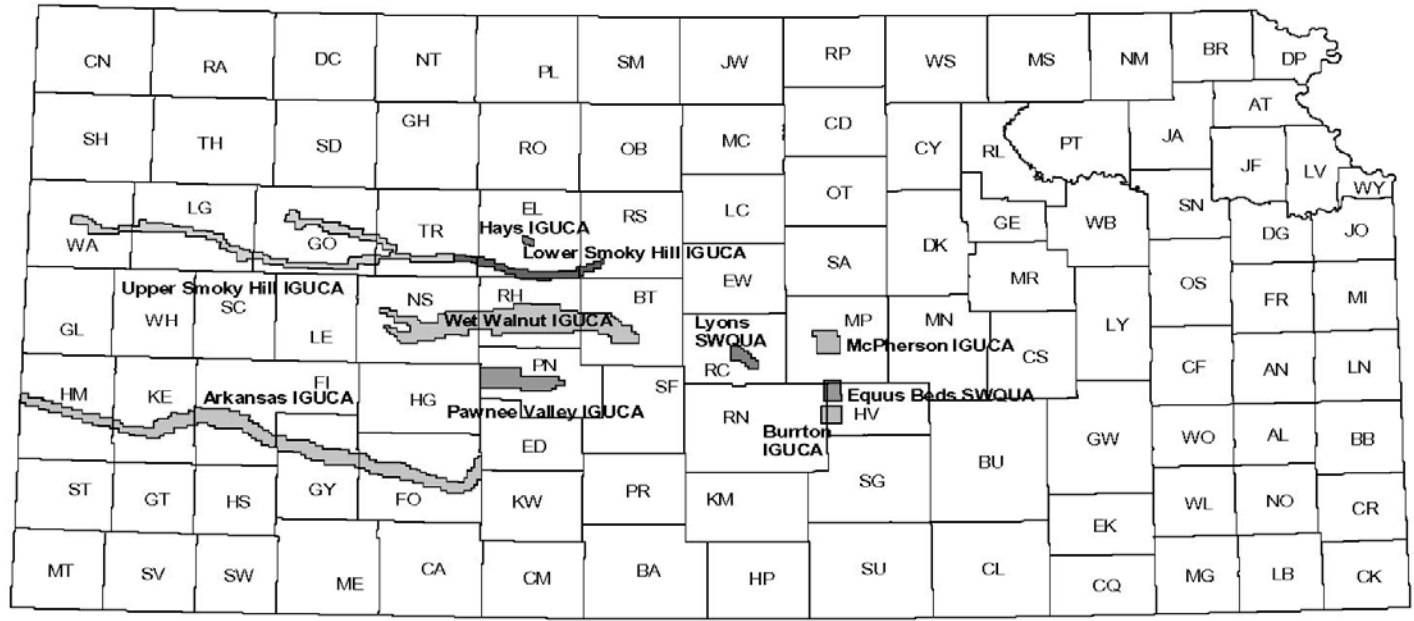 CN RA DC NT PL SM JW RP WS MS NM BR DP
SH TH SD GH RO OB MC CD CY RL PT JA AT
JF LV WY
WA LG GO TR EL RS LC OT DK GE WB SN DG JO
Hays IGUCA
Lower Smoky Hill IGUCA
EW SA MR OS FR MI
Upper Smoky Hill IGUCA
GL WH SC LE NS RH BT
Wet Walnut IGUCA
Lyons
SWQUA
RC MP MN CS LY CF AN LN
McPherson IGUCA
HM KE FI HG PN SF
Arkansas IGUCA
Pawnee Valley IGUCA
Equus Beds SWQUA
RN HV
Burrton
IGUCA
ED BU GW WO AL BB
ST GT HS GY FO KW PR KM SG EK WL NO CR
MT SV SW ME CA CM BA HP SU CL CQ MG LB CK